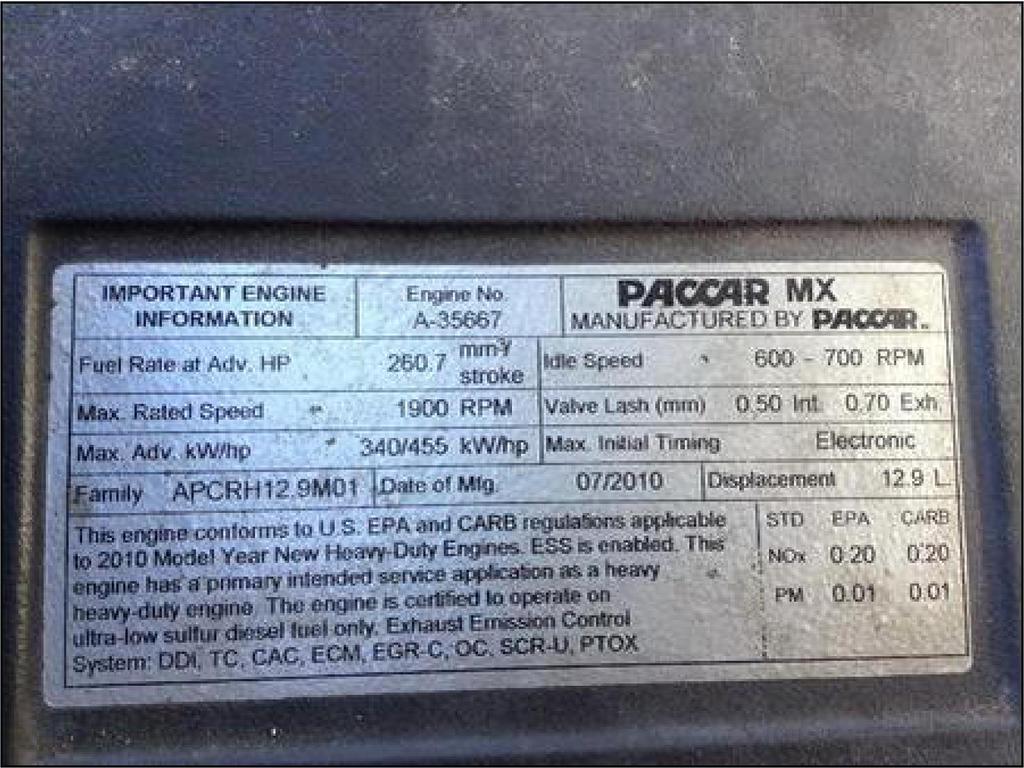 IMPORTANT ENGINE
INFORMATION
Engine No.
A-35667
PACCAR MX
MANUFACTURED BY PACCAR.
Fuel Rate at Adv. HP 260.7 mm³/
stroke
Idle Speed 600 - 700 RPM
Max. Rated Speed 1900 RPM
Valve Lash (mm) 0.50 Int. 0.70 Exh.
Max. Adv. kW/hp 340/455 kW/hp
Max. Initial Timing Electronic
Family APCRH12.9M01
Date of Mfg. 07/2010
Displacement 12.9 L.
This engine conforms to U.S. EPA and CARB regulations applicable
to 2010 Model Year New Heavy-Duty Engines. ESS is enabled. This
engine has a primary intended service application as a heavy
heavy-duty engine. The engine is certified to operate on
ultra-low sulfur diesel fuel only. Exhaust Emission Control
System: DDI, TC, CAC, ECM, EGR-C, OC, SCR-U, PTOX
STD EPA CARB
NOx 0.20 0.20
PM 0.01 0.01